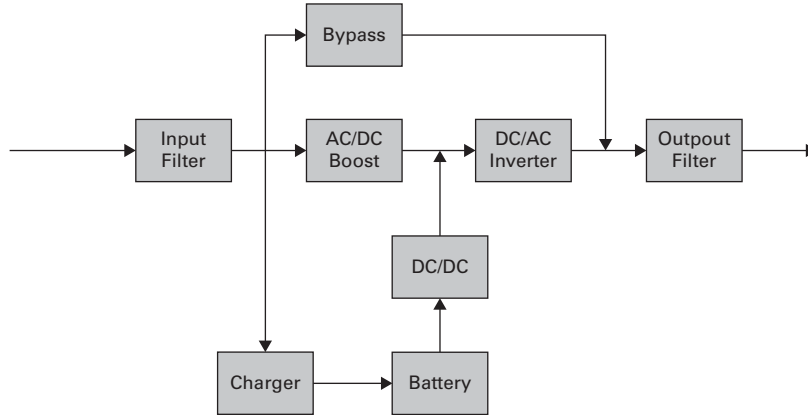 Bypass
Input
Filter
AC/DC
Boost
DC/AC
Inverter
Outpout
Filter
DC/DC
Charger
Battery